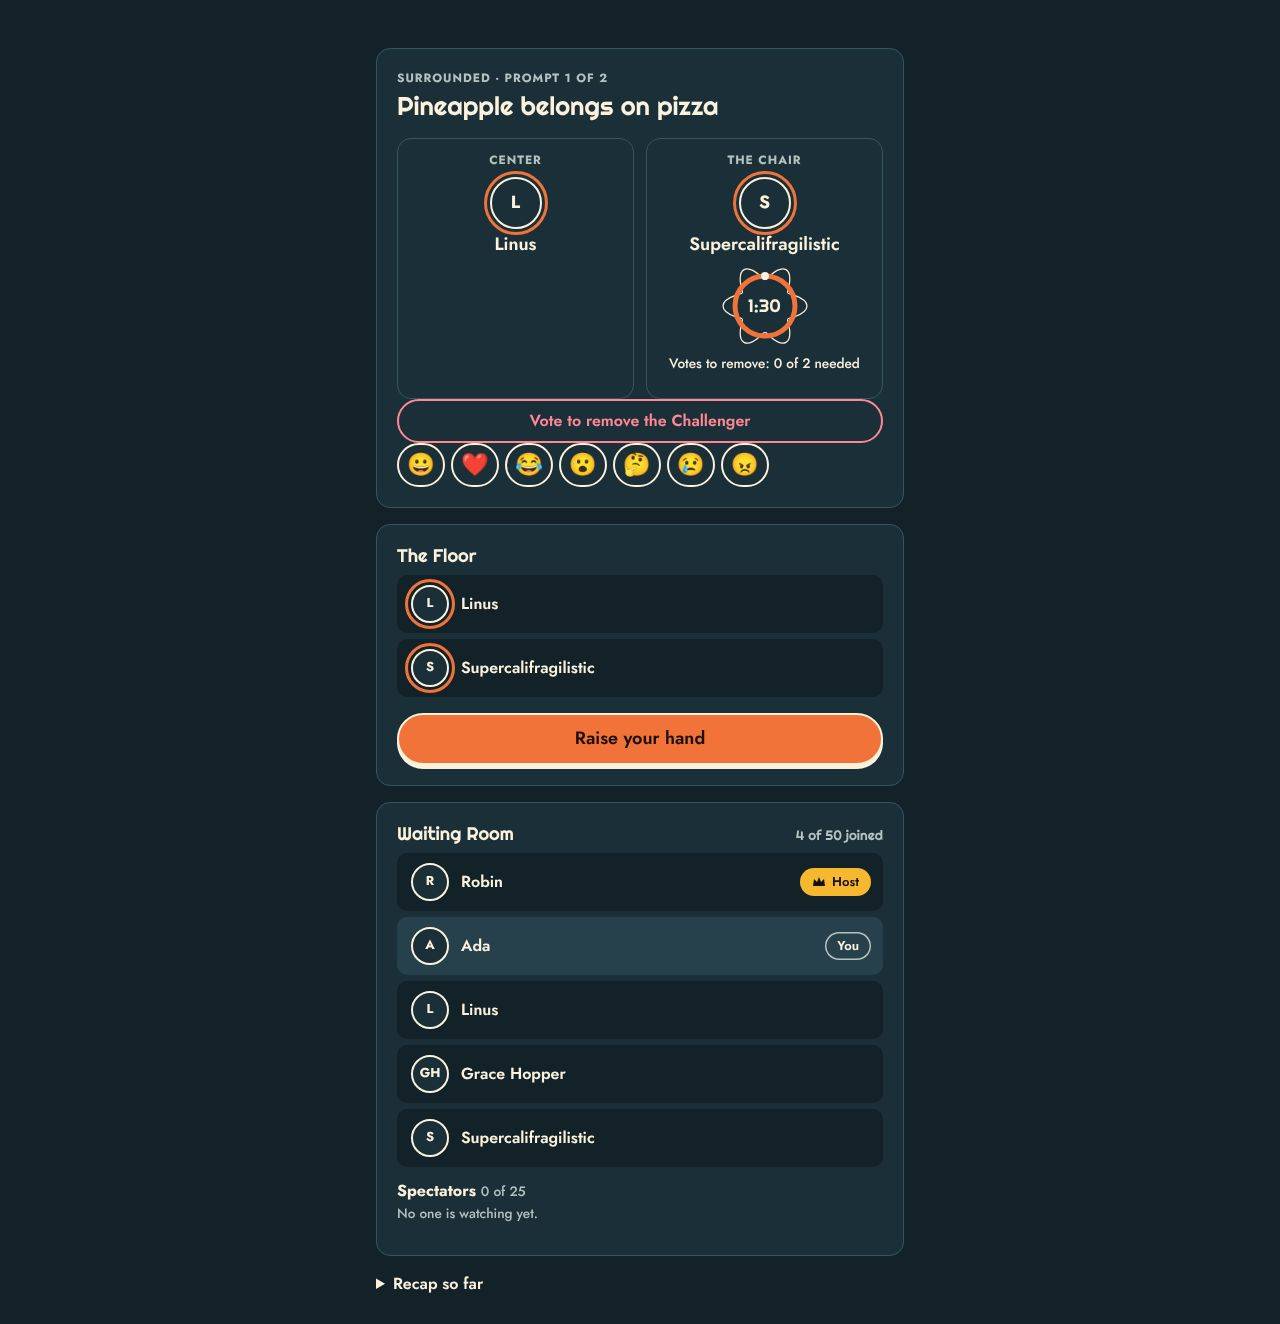 SURROUNDED · PROMPT 1 OF 2
Pineapple belongs on pizza
CENTER
L
Linus
THE CHAIR
S
Supercalifragilistic
1:30
Votes to remove: 0 of 2 needed
Vote to remove the Challenger
The Floor
L Linus
S Supercalifragilistic
Raise your hand
Waiting Room 4 of 50 joined
R Robin Host
A Ada You
L Linus
GH Grace Hopper
S Supercalifragilistic
Spectators 0 of 25
No one is watching yet.
Recap so far